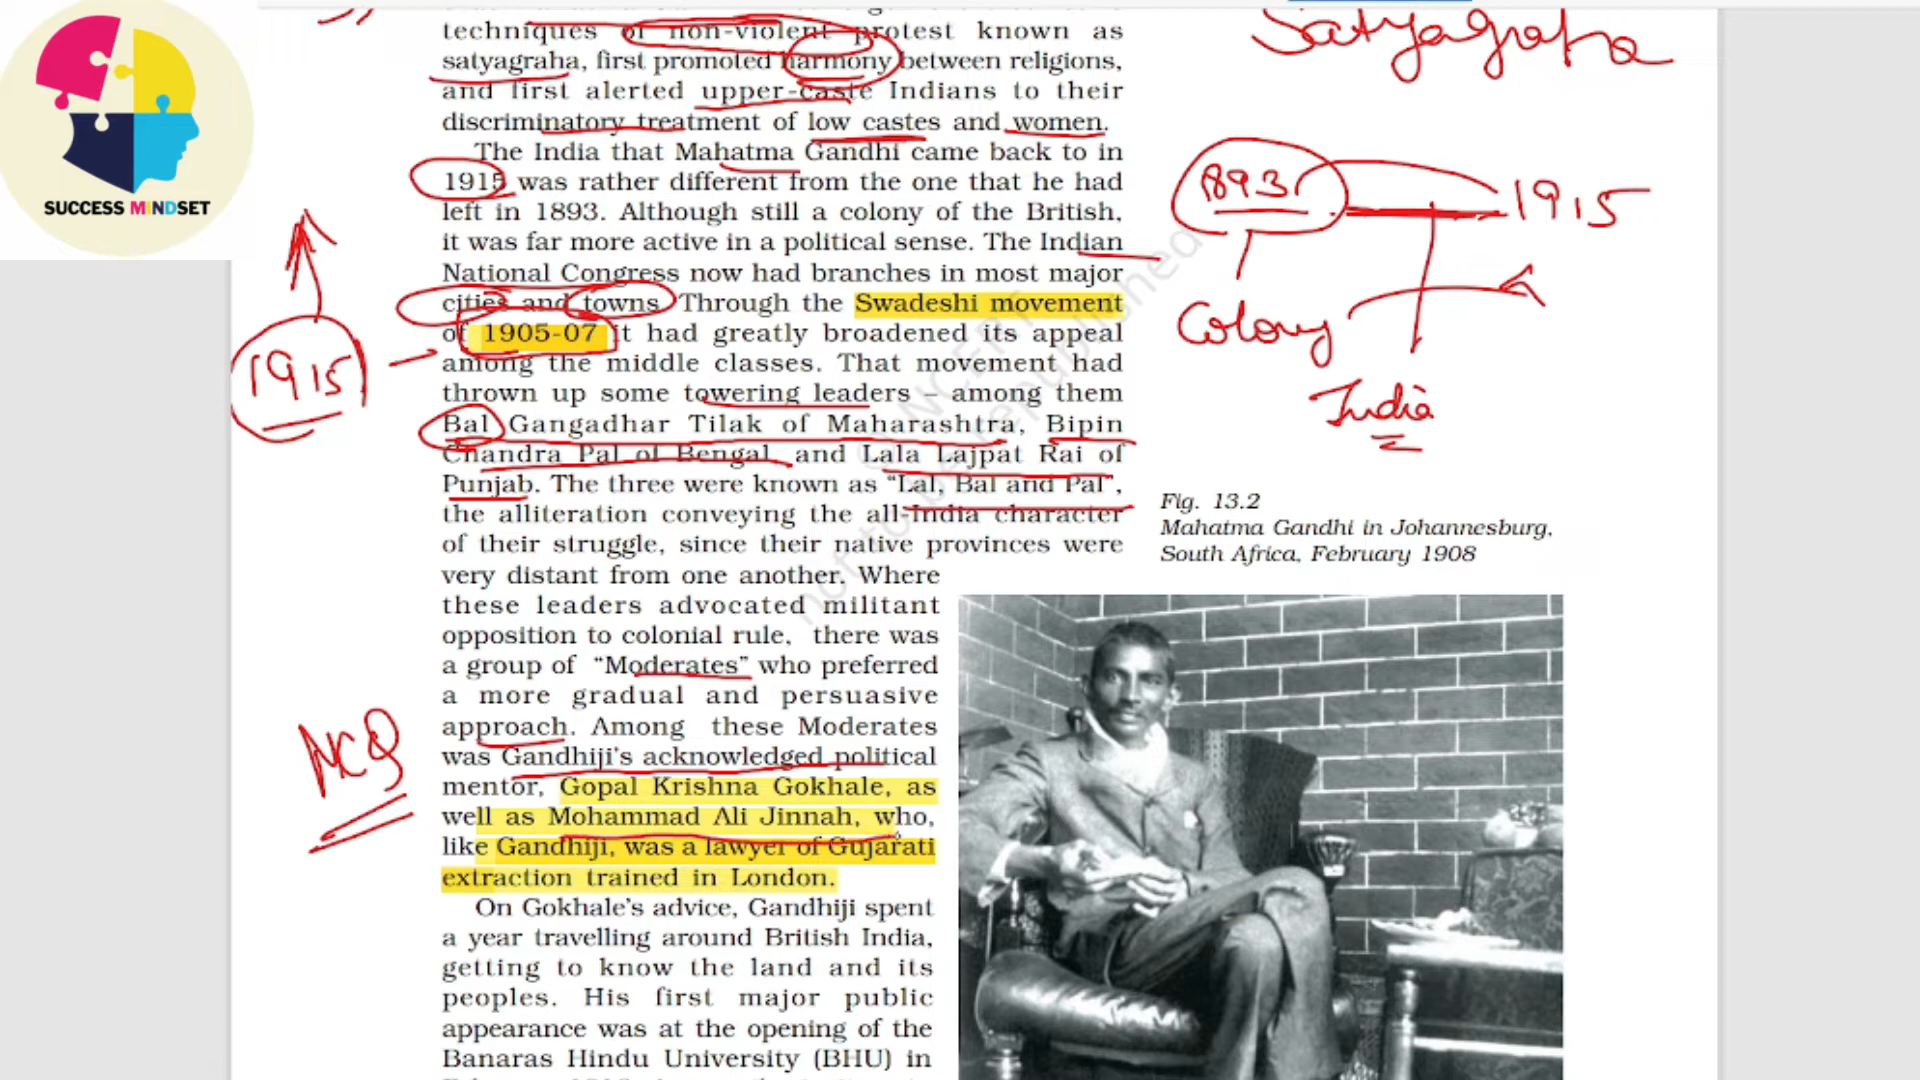 techniques of non-violent protest known as
satyagraha, first promoted harmony between religions,
and first alerted upper-caste Indians to their
discriminatory treatment of low castes and women.
The India that Mahatma Gandhi came back to in
1915 was rather different from the one that he had
left in 1893. Although still a colony of the British,
it was far more active in a political sense. The Indian
National Congress now had branches in most major
cities and towns. Through the Swadeshi movement
of 1905-07 it had greatly broadened its appeal
among the middle classes. That movement had
thrown up some towering leaders – among them
Bal Gangadhar Tilak of Maharashtra, Bipin
Chandra Pal of Bengal, and Lala Lajpat Rai of
Punjab. The three were known as “Lal, Bal and Pal”,
the alliteration conveying the all-India character
of their struggle, since their native provinces were
very distant from one another. Where
these leaders advocated militant
opposition to colonial rule, there was
a group of “Moderates” who preferred
a more gradual and persuasive
approach. Among these Moderates
was Gandhiji’s acknowledged political
mentor, Gopal Krishna Gokhale, as
well as Mohammad Ali Jinnah, who,
like Gandhiji, was a lawyer of Gujarati
extraction trained in London.
On Gokhale’s advice, Gandhiji spent
a year travelling around British India,
getting to know the land and its
peoples. His first major public
appearance was at the opening of the
Banaras Hindu University (BHU) in
SUCCESS MINDSET
1915
MCQ
Satyagraha
1893 1915
Colony
India
Fig. 13.2
Mahatma Gandhi in Johannesburg,
South Africa, February 1908
not to be republished